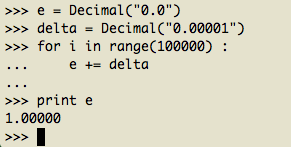 >>> e = Decimal("0.0")
>>> delta = Decimal("0.00001")
>>> for i in range(100000) :
...     e += delta
...
>>> print e
1.00000
>>>